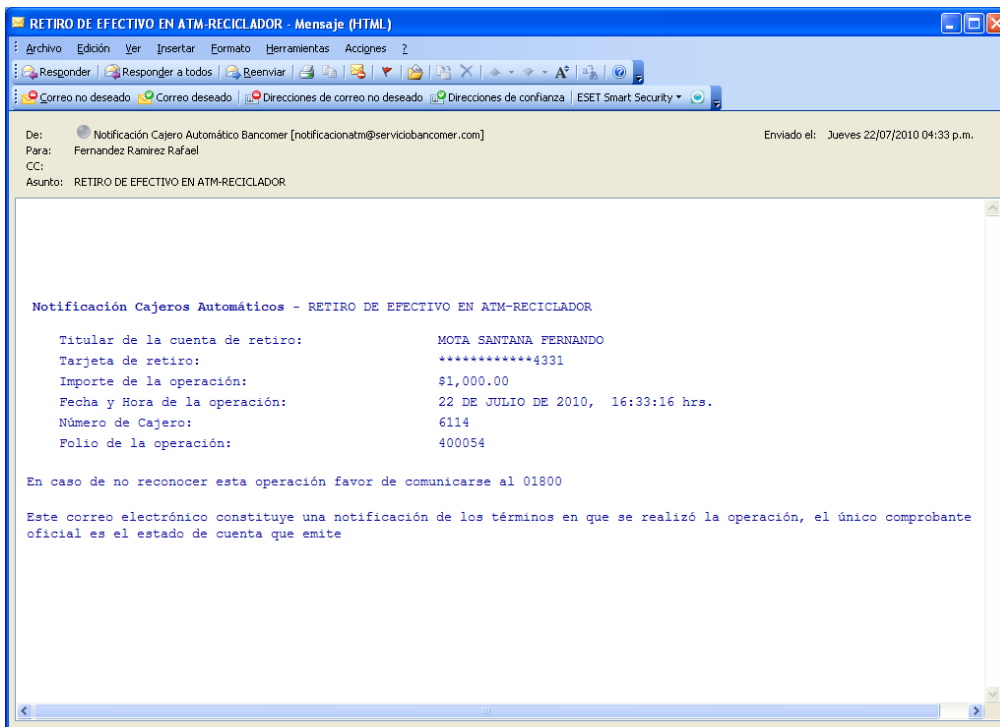 RETIRO DE EFECTIVO EN ATM-RECICLADOR - Mensaje (HTML)
Archivo Edición Ver Insertar Formato Herramientas Acciones ?
Responder Responder a todos Reenviar
Correo no deseado Correo deseado Direcciones de correo no deseado Direcciones de confianza ESET Smart Security
De: Notificación Cajero Automático Bancomer [notificacionatm@serviciobancomer.com] Enviado el: Jueves 22/07/2010 04:33 p.m.
Para: Fernandez Ramirez Rafael
CC:
Asunto: RETIRO DE EFECTIVO EN ATM-RECICLADOR
Notificación Cajeros Automáticos - RETIRO DE EFECTIVO EN ATM-RECICLADOR
Titular de la cuenta de retiro: MOTA SANTANA FERNANDO
Tarjeta de retiro: ************4331
Importe de la operación: $1,000.00
Fecha y Hora de la operación: 22 DE JULIO DE 2010, 16:33:16 hrs.
Número de Cajero: 6114
Folio de la operación: 400054
En caso de no reconocer esta operación favor de comunicarse al 01800
Este correo electrónico constituye una notificación de los términos en que se realizó la operación, el único comprobante
oficial es el estado de cuenta que emite